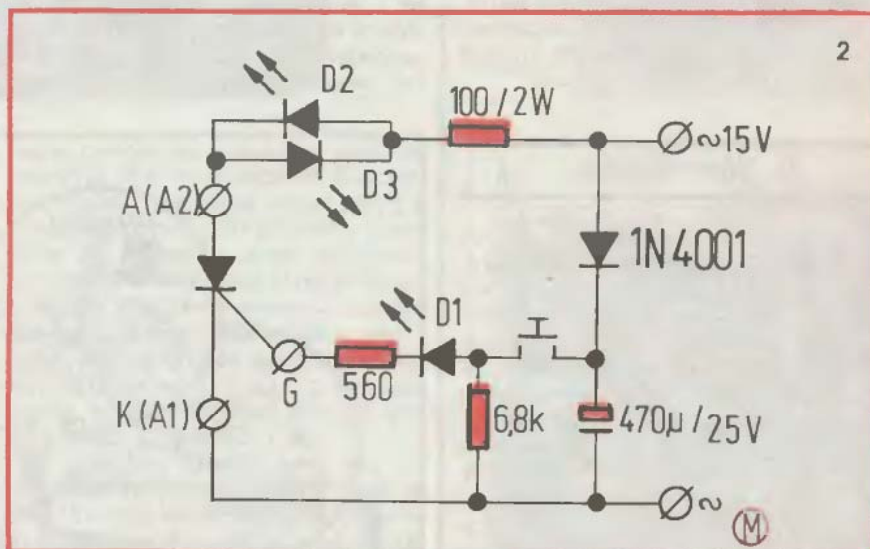 2
D2
100/2W
~15V
D3
A(A2)
1N4001
D1
G
560
K(A1)
6,8k
470µ/25V
~
M